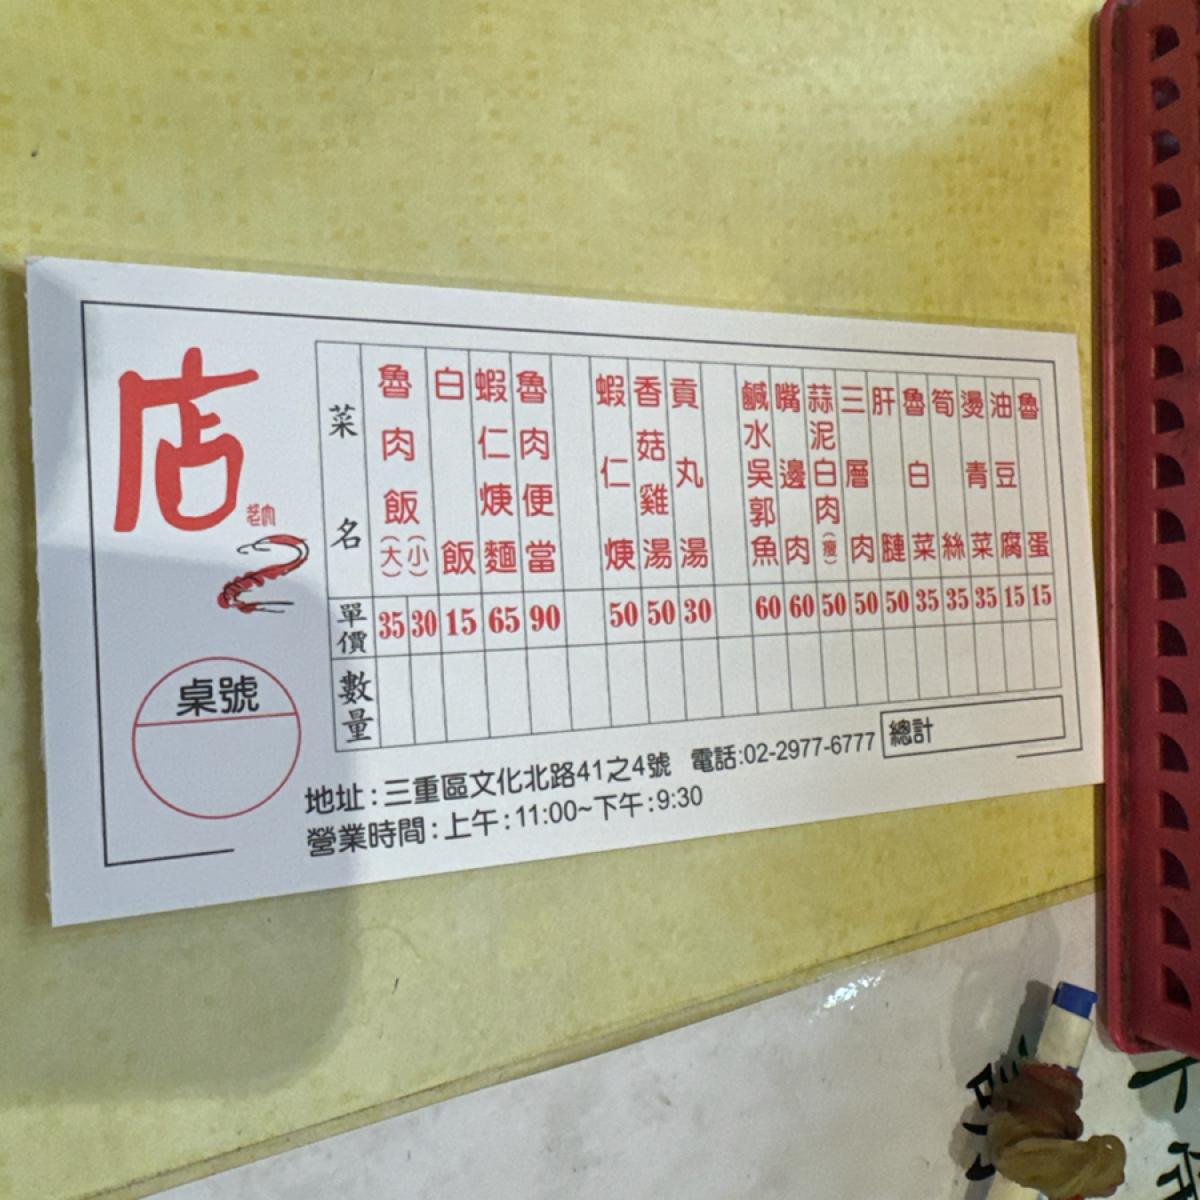 店
桌號
菜名
單價
數量
魯肉飯(大) 35
(小) 30
白飯 15
蝦仁焿麵 65
魯肉便當 90
蝦仁焿 50
香菇雞湯 50
貢丸湯 30
鹹水吳郭魚 60
嘴邊肉 60
蒜泥白肉(瘦) 50
三層肉 50
肝腱 50
魯白菜 35
筍絲 35
燙青菜 35
油豆腐 15
魯蛋 15
總計
地址:三重區文化北路41之4號 電話:02-2977-6777
營業時間:上午:11:00~下午:9:30